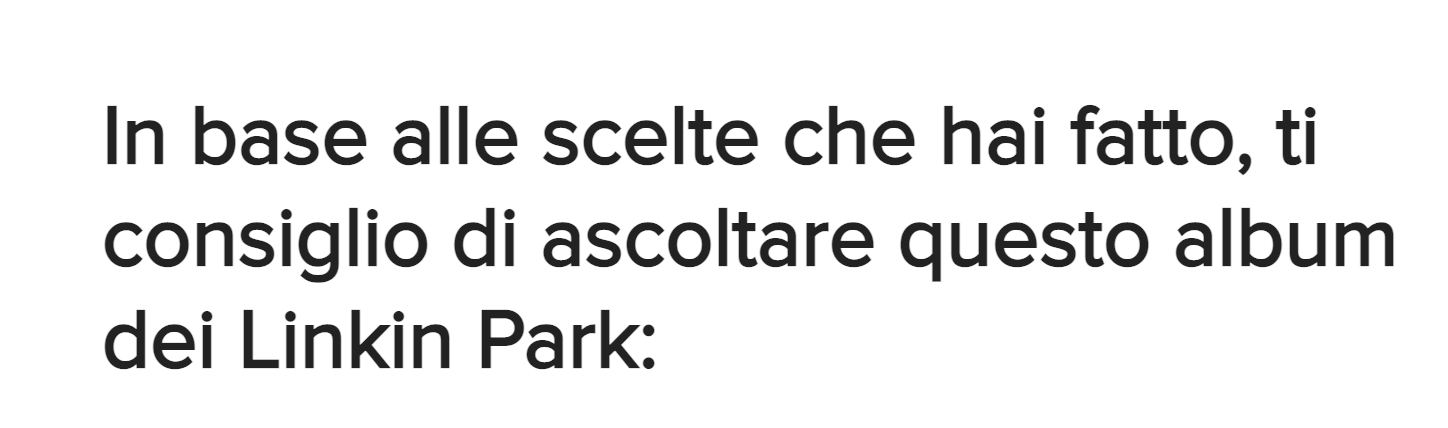 In base alle scelte che hai fatto, ti
consiglio di ascoltare questo album
dei Linkin Park: